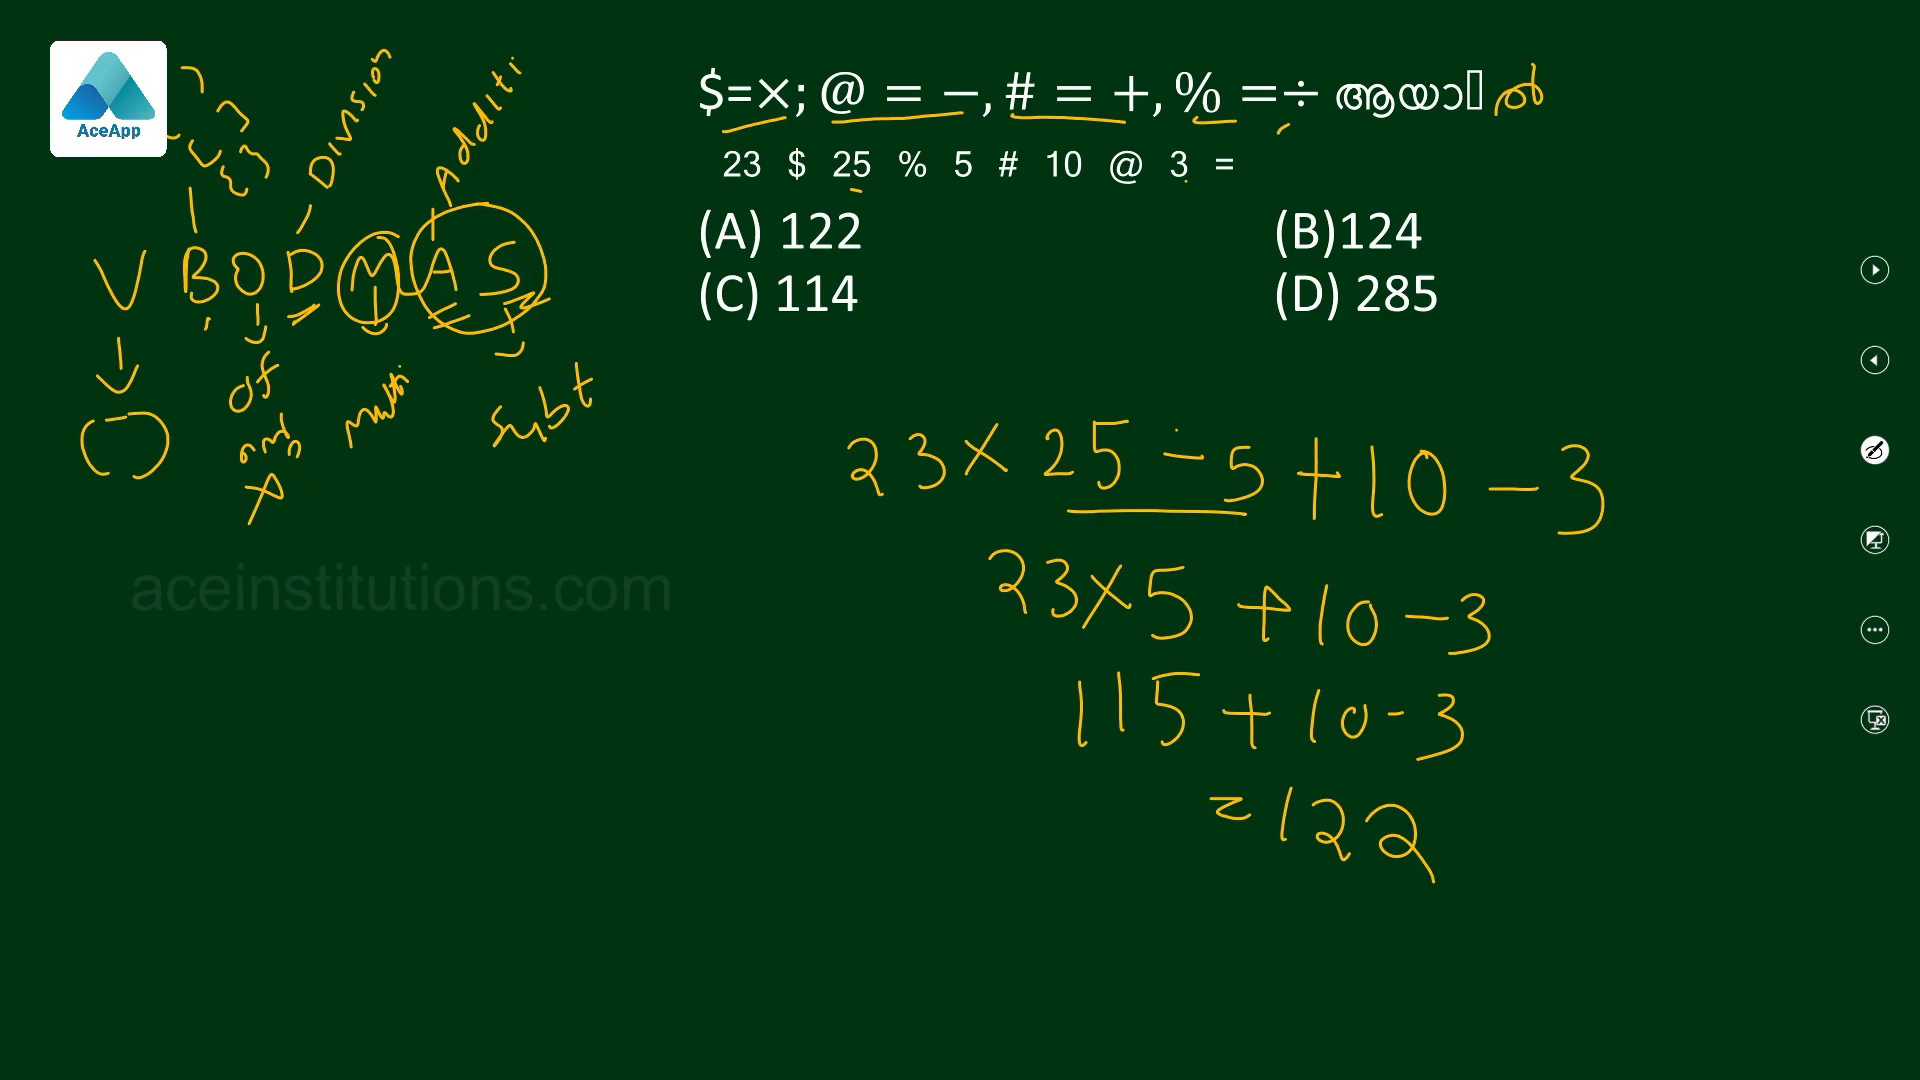 AceApp
$=×; @ = −, # = +, % =÷ ആയാൽ
23 $ 25 % 5 # 10 @ 3 =
(A) 122
(B)124
(C) 114
(D) 285
Division
Additi
V B O D M A S
of
multi
subt
23 × 25 ÷ 5 + 10 − 3
23 × 5 + 10 − 3
115 + 10 - 3
= 122
aceinstitutions.com